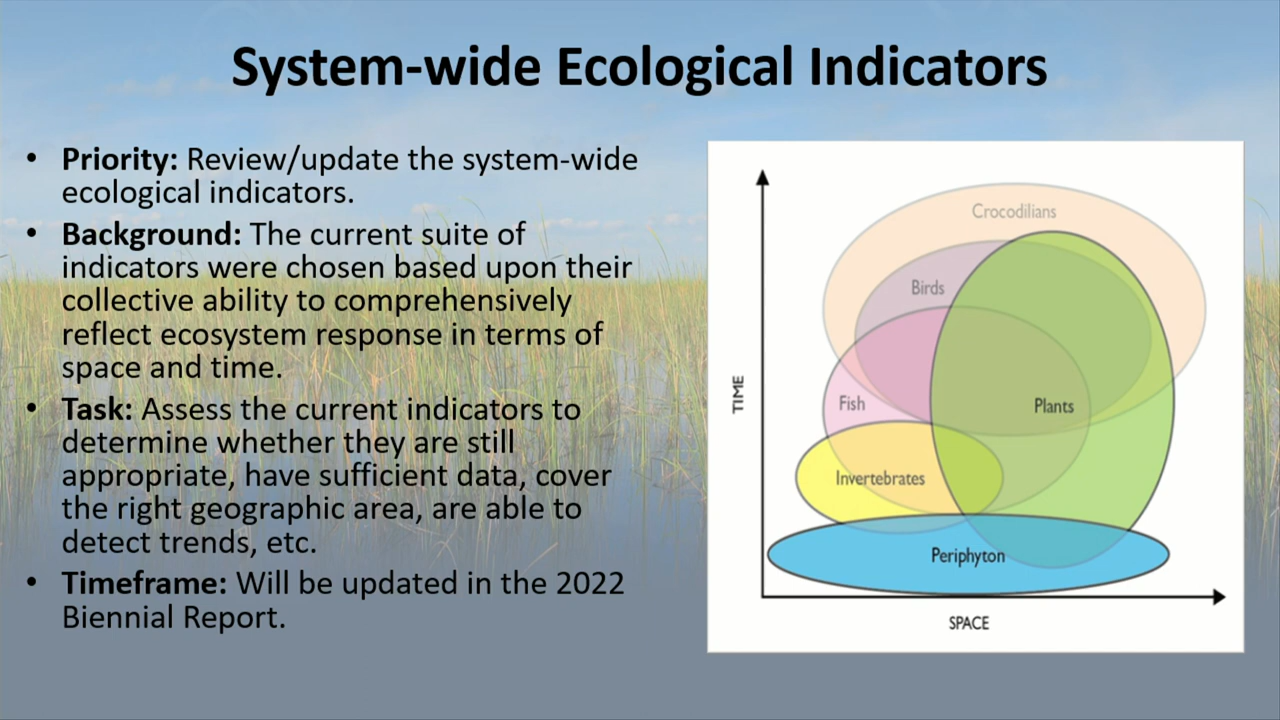 System-wide Ecological Indicators
• Priority: Review/update the system-wide
ecological indicators.
• Background: The current suite of
indicators were chosen based upon their
collective ability to comprehensively
reflect ecosystem response in terms of
space and time.
• Task: Assess the current indicators to
determine whether they are still
appropriate, have sufficient data, cover
the right geographic area, are able to
detect trends, etc.
• Timeframe: Will be updated in the 2022
Biennial Report.
TIME
Crocodilians
Birds
Fish
Plants
Invertebrates
Periphyton
SPACE